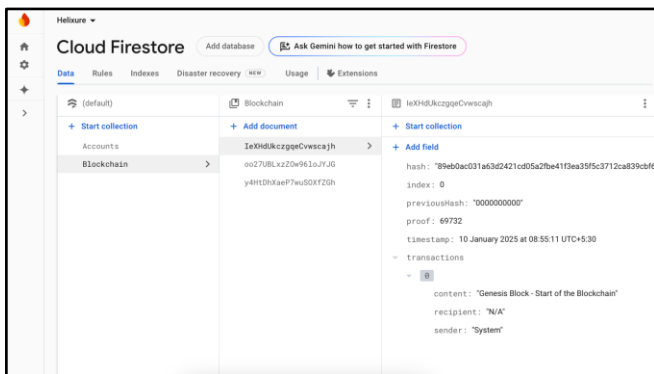 Helixure
Cloud Firestore
Add database
Ask Gemini how to get started with Firestore
Data Rules Indexes Disaster recovery NEW Usage Extensions
(default)
Blockchain
IeXHdUkczgqeCvwscajh
+ Start collection
+ Add document
+ Start collection
Accounts
IeXHdUkczgqeCvwscajh
+ Add field
Blockchain
oo27UBLxzZ0w96loJYJG
hash: "89eb0ac031a63d2421cd05a2fbe41f3ea35f5c3712ca839cbf6
y4HtDhXaeP7wuSOXfZGh
index: 0
previousHash: "0000000000"
proof: 69732
timestamp: 10 January 2025 at 08:55:11 UTC+5:30
transactions
0
content: "Genesis Block - Start of the Blockchain"
recipient: "N/A"
sender: "System"